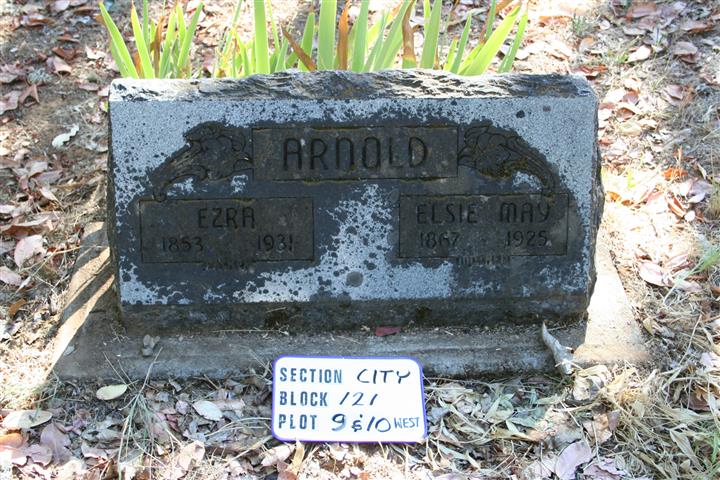 ARNOLD
EZRA
1853 1931
ELSIE MAY
1867 1925
SECTION CITY
BLOCK 121
PLOT 9 & 10 WEST